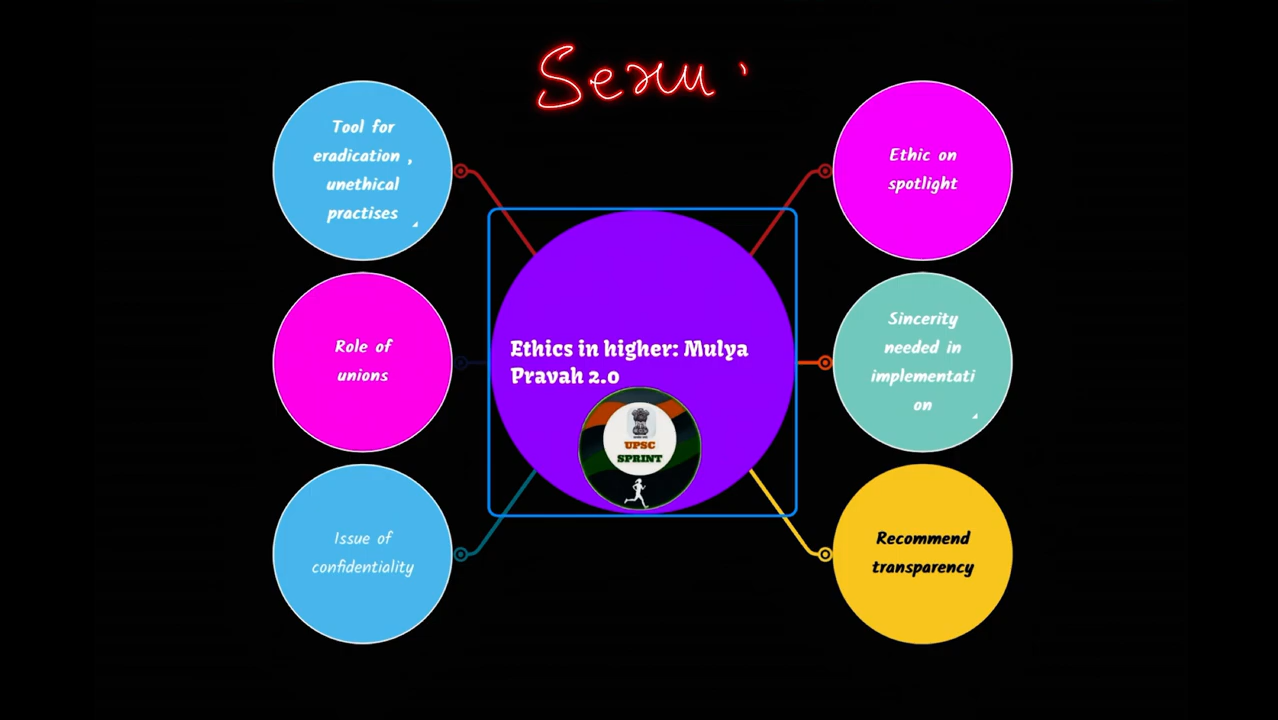 Tool for
eradication ,
unethical
practises
Role of
unions
Issue of
confidentiality
Ethics in higher: Mulya
Pravah 2.0
UPSC
SPRINT
Ethic on
spotlight
Sincerity
needed in
implementati
on
Recommend
transparency